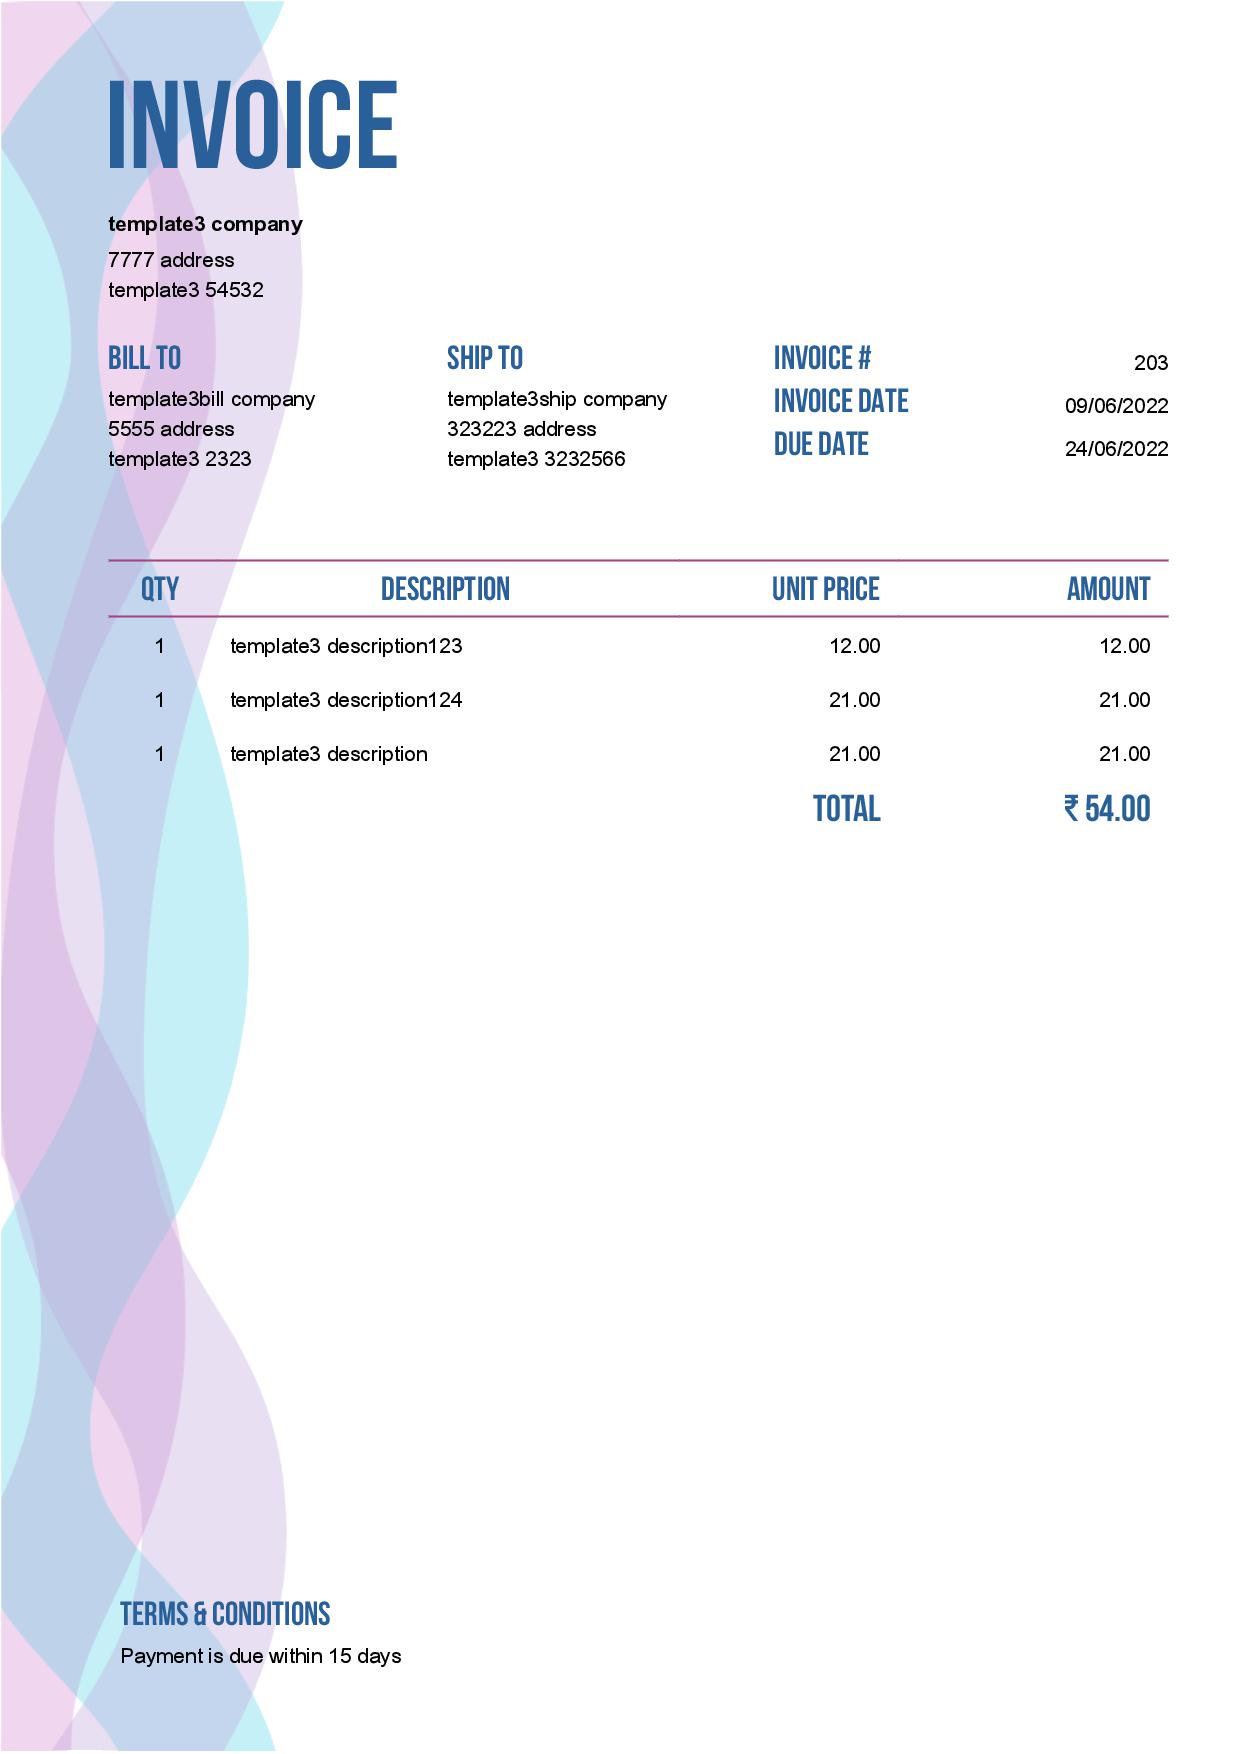 INVOICE
template3 company
7777 address
template3 54532
BILL TO
template3bill company
5555 address
template3 2323
SHIP TO
template3ship company
323223 address
template3 3232566
INVOICE # 203
INVOICE DATE 09/06/2022
DUE DATE 24/06/2022
QTY DESCRIPTION UNIT PRICE AMOUNT
1 template3 description123 12.00 12.00
1 template3 description124 21.00 21.00
1 template3 description 21.00 21.00
TOTAL ₹ 54.00
TERMS & CONDITIONS
Payment is due within 15 days